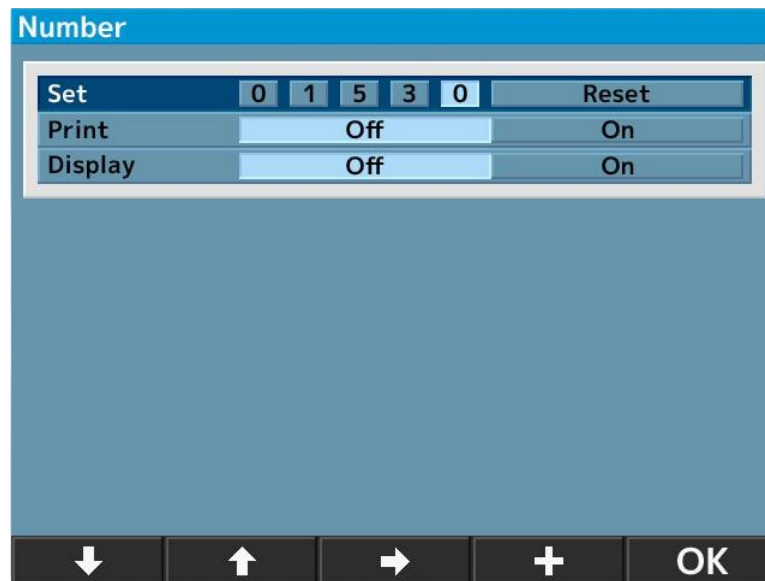 Number
Set 0 1 5 3 0 Reset
Print Off On
Display Off On
OK